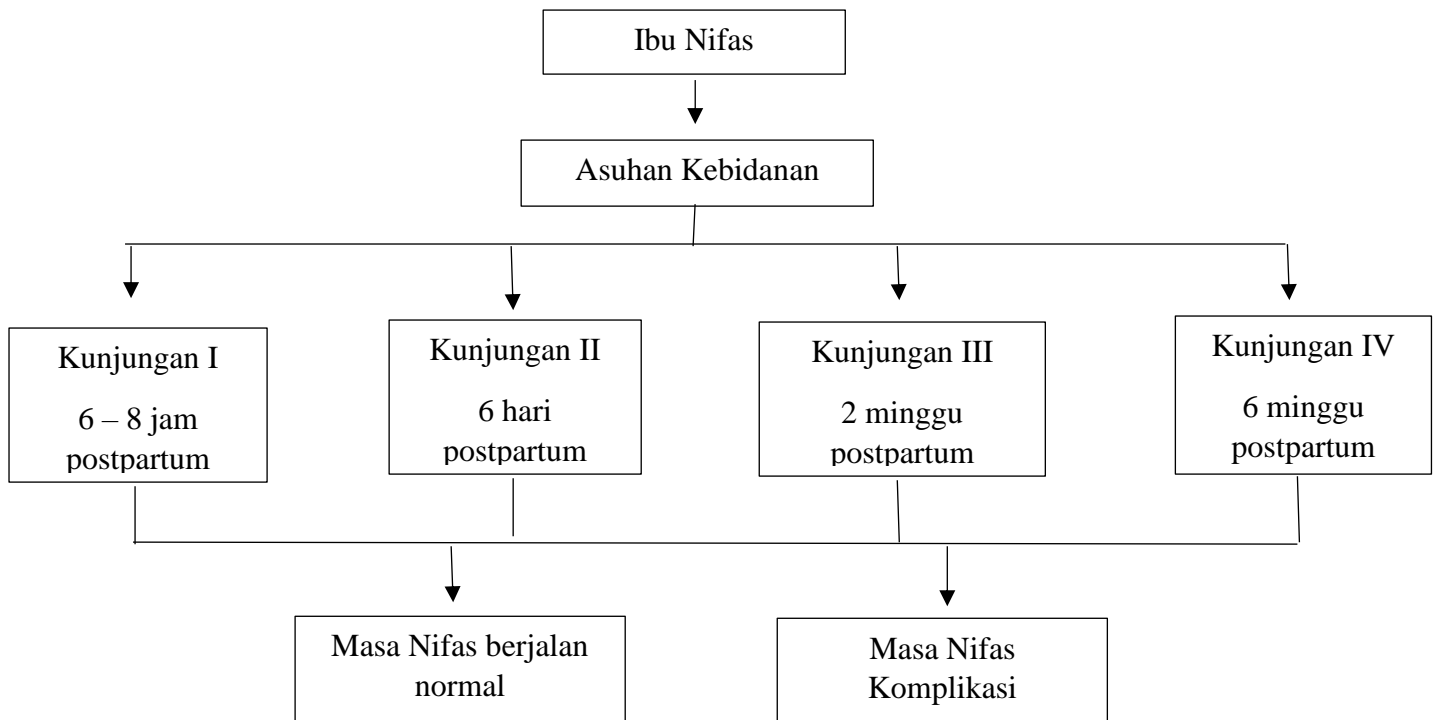 Ibu Nifas
Asuhan Kebidanan
Kunjungan I
6 – 8 jam
postpartum
Kunjungan II
6 hari
postpartum
Kunjungan III
2 minggu
postpartum
Kunjungan IV
6 minggu
postpartum
Masa Nifas berjalan
normal
Masa Nifas
Komplikasi